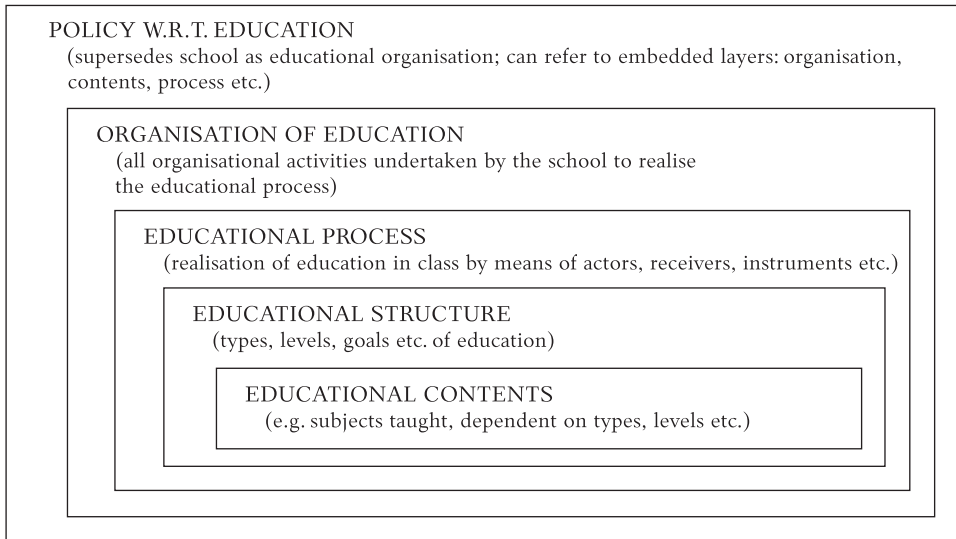 POLICY W.R.T. EDUCATION
(supersedes school as educational organisation; can refer to embedded layers: organisation,
contents, process etc.)
ORGANISATION OF EDUCATION
(all organisational activities undertaken by the school to realise
the educational process)
EDUCATIONAL PROCESS
(realisation of education in class by means of actors, receivers, instruments etc.)
EDUCATIONAL STRUCTURE
(types, levels, goals etc. of education)
EDUCATIONAL CONTENTS
(e.g. subjects taught, dependent on types, levels etc.)